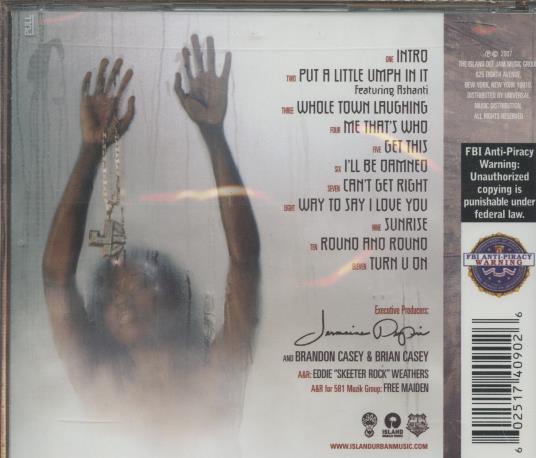 PULL
ONE INTRO
TWO PUT A LITTLE UMPH IN IT
Featuring Ashanti
THREE WHOLE TOWN LAUGHING
FOUR ME THAT'S WHO
FIVE GET THIS
SIX I'LL BE DAMNED
SEVEN CAN'T GET RIGHT
EIGHT WAY TO SAY I LOVE YOU
NINE SUNRISE
TEN ROUND AND ROUND
ELEVEN TURN U ON
Executive Producers:
Jermaine Dupri
AND BRANDON CASEY & BRIAN CASEY
A&R: EDDIE "SKEETER ROCK" WEATHERS
A&R for 581 Muzik Group: FREE MAIDEN
ISLAND
WWW.ISLANDURBANMUSIC.COM
℗ © 2007
THE ISLAND DEF JAM MUSIC GROUP
825 EIGHTH AVENUE,
NEW YORK, NEW YORK 10019.
DISTRIBUTED BY UNIVERSAL
MUSIC DISTRIBUTION.
ALL RIGHTS RESERVED.
FBI Anti-Piracy
Warning:
Unauthorized
copying is
punishable under
federal law.
FBI ANTI-PIRACY
WARNING
6 02517 40902 6